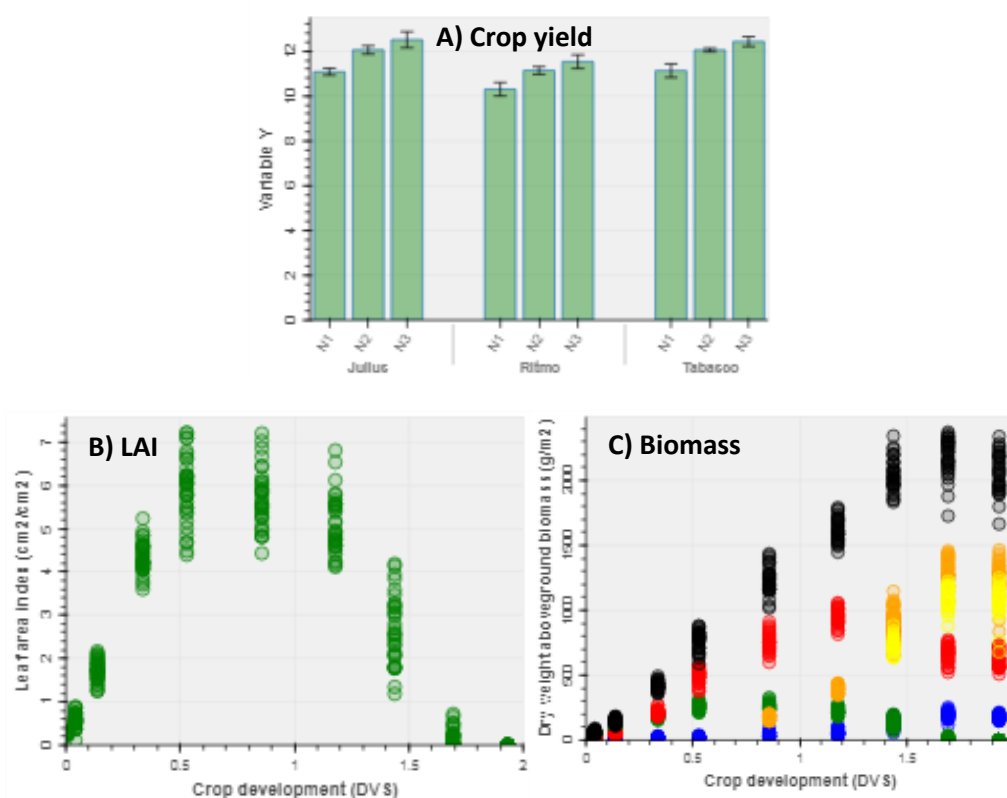 A) Crop yield
Variable Y
12
10
8
6
4
2
0
N1 N2 N3 N1 N2 N3 N1 N2 N3
Julius Ritmo Tabasco
B) LAI
Leaf area index (cm2/cm2)
7
6
5
4
3
2
1
0
0 0.5 1 1.5 2
Crop development (DVS)
C) Biomass
Dry weight aboveground biomass (g/m2)
2000
1500
1000
500
0
0 0.5 1 1.5
Crop development (DVS)